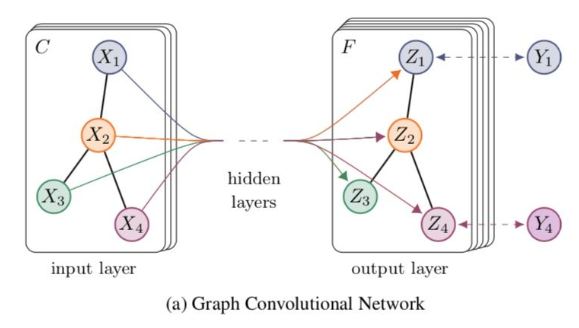 C
X1
X2
X3
X4
input layer
hidden
layers
F
Z1
Z2
Z3
Z4
output layer
Y1
Y4
(a) Graph Convolutional Network